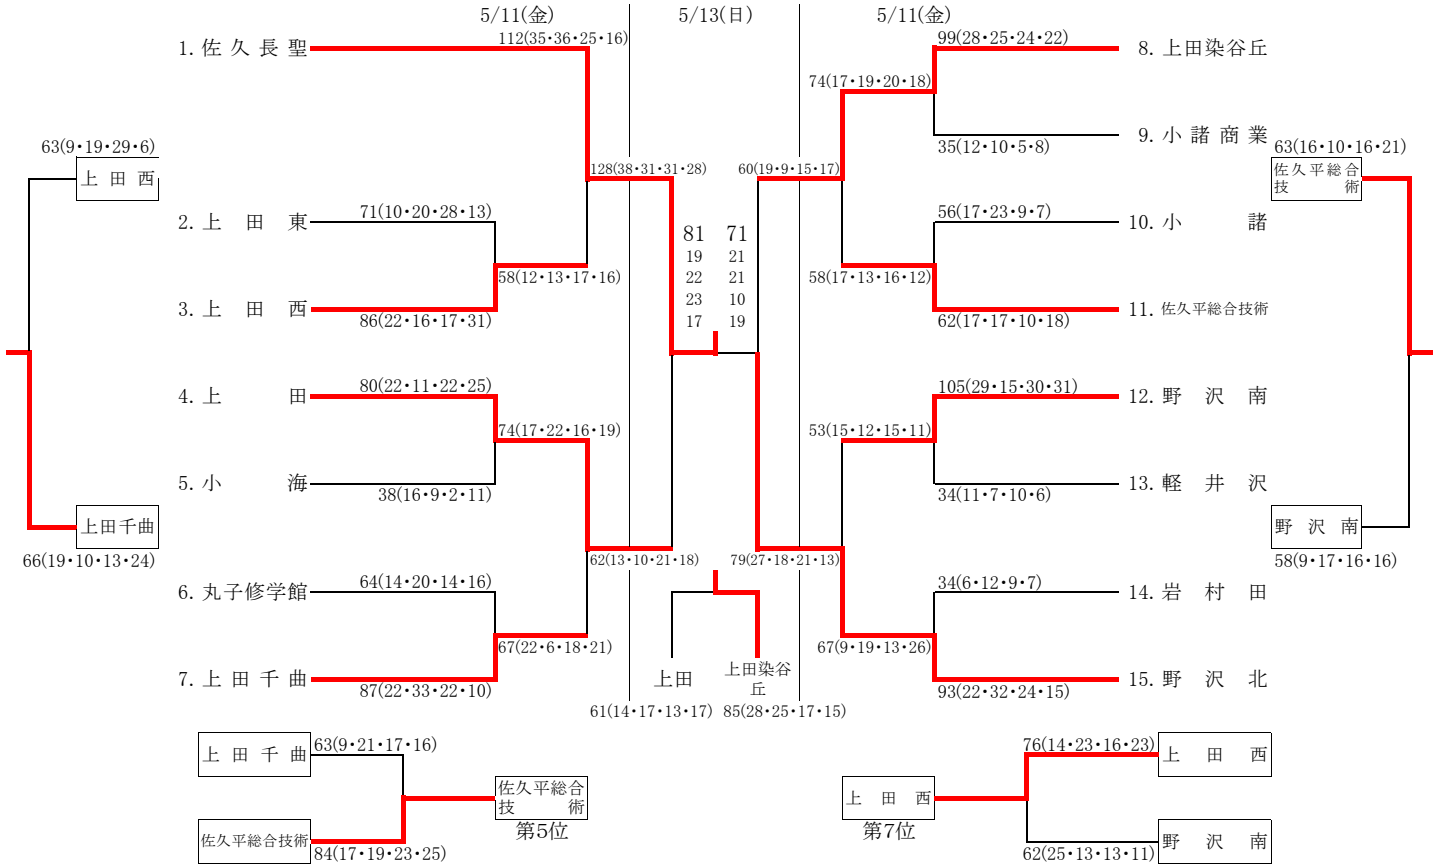 5/11(金)
5/13(日)
5/11(金)
112(35・36・25・16)
1. 佐久長聖
99(28・25・24・22)
8. 上田染谷丘
74(17・19・20・18)
9. 小諸商業
35(12・10・5・8)
63(9・19・29・6)
上田西
63(16・10・16・21)
佐久平総合
技術
128(38・31・31・28)
60(19・9・15・17)
2. 上田東
71(10・20・28・13)
56(17・23・9・7)
10. 小諸
81 71
19 21
22 21
23 10
17 19
58(12・13・17・16)
58(17・13・16・12)
3. 上田西
86(22・16・17・31)
62(17・17・10・18)
11. 佐久平総合技術
4. 上田
80(22・11・22・25)
105(29・15・30・31)
12. 野沢南
74(17・22・16・19)
53(15・12・15・11)
5. 小海
38(16・9・2・11)
34(11・7・10・6)
13. 軽井沢
上田千曲
66(19・10・13・24)
野沢南
58(9・17・16・16)
62(13・10・21・18)
79(27・18・21・13)
6. 丸子修学館
64(14・20・14・16)
34(6・12・9・7)
14. 岩村田
67(22・6・18・21)
67(9・19・13・26)
7. 上田千曲
87(22・33・22・10)
93(22・32・24・15)
15. 野沢北
上田
上田染谷
丘
61(14・17・13・17)
85(28・25・17・15)
上田千曲
63(9・21・17・16)
佐久平総合
技術
第5位
佐久平総合技術
84(17・19・23・25)
76(14・23・16・23)
上田西
上田西
第7位
62(25・13・13・11)
野沢南